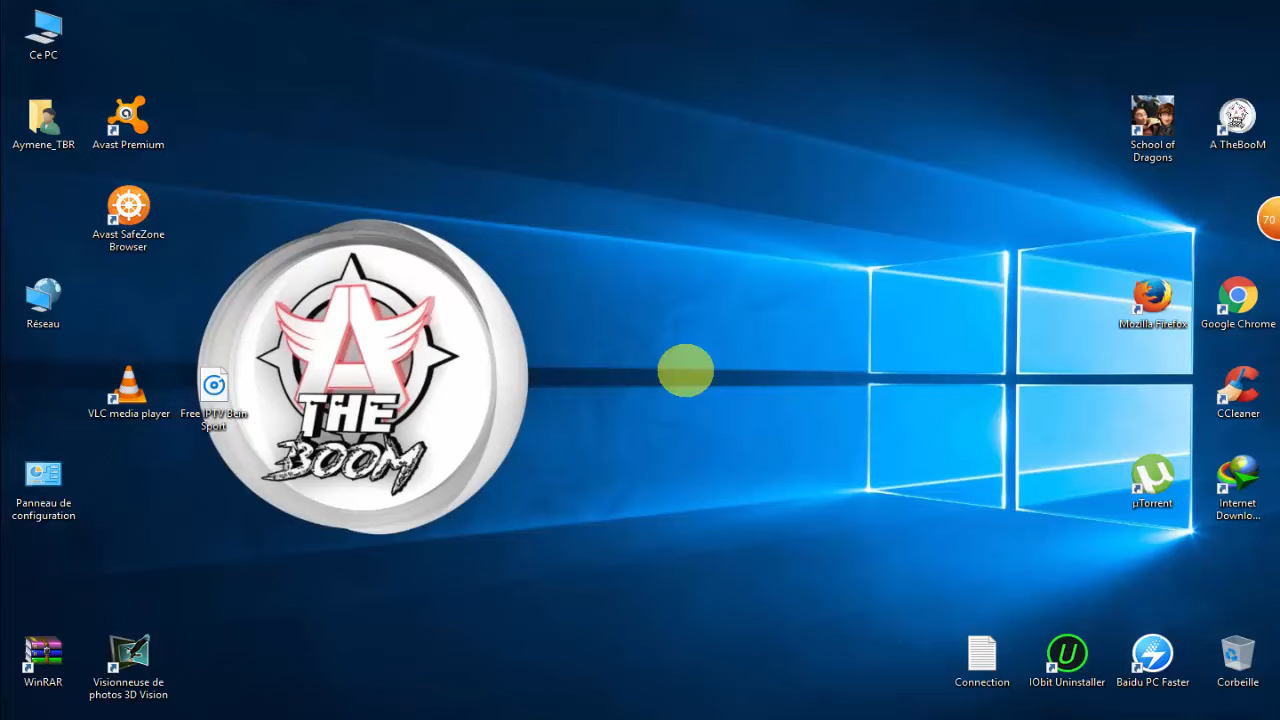 Ce PC
Aymene_TBR
Avast Premium
School of
Dragons
A TheBooM
Avast SafeZone
Browser
70
Réseau
Mozilla Firefox
Google Chrome
A
THE
BOOM
VLC media player
Free IPTV Bein
Sport
CCleaner
Panneau de
configuration
µTorrent
Internet
Downlo...
WinRAR
Visionneuse de
photos 3D Vision
Connection
IObit Uninstaller
Baidu PC Faster
Corbeille